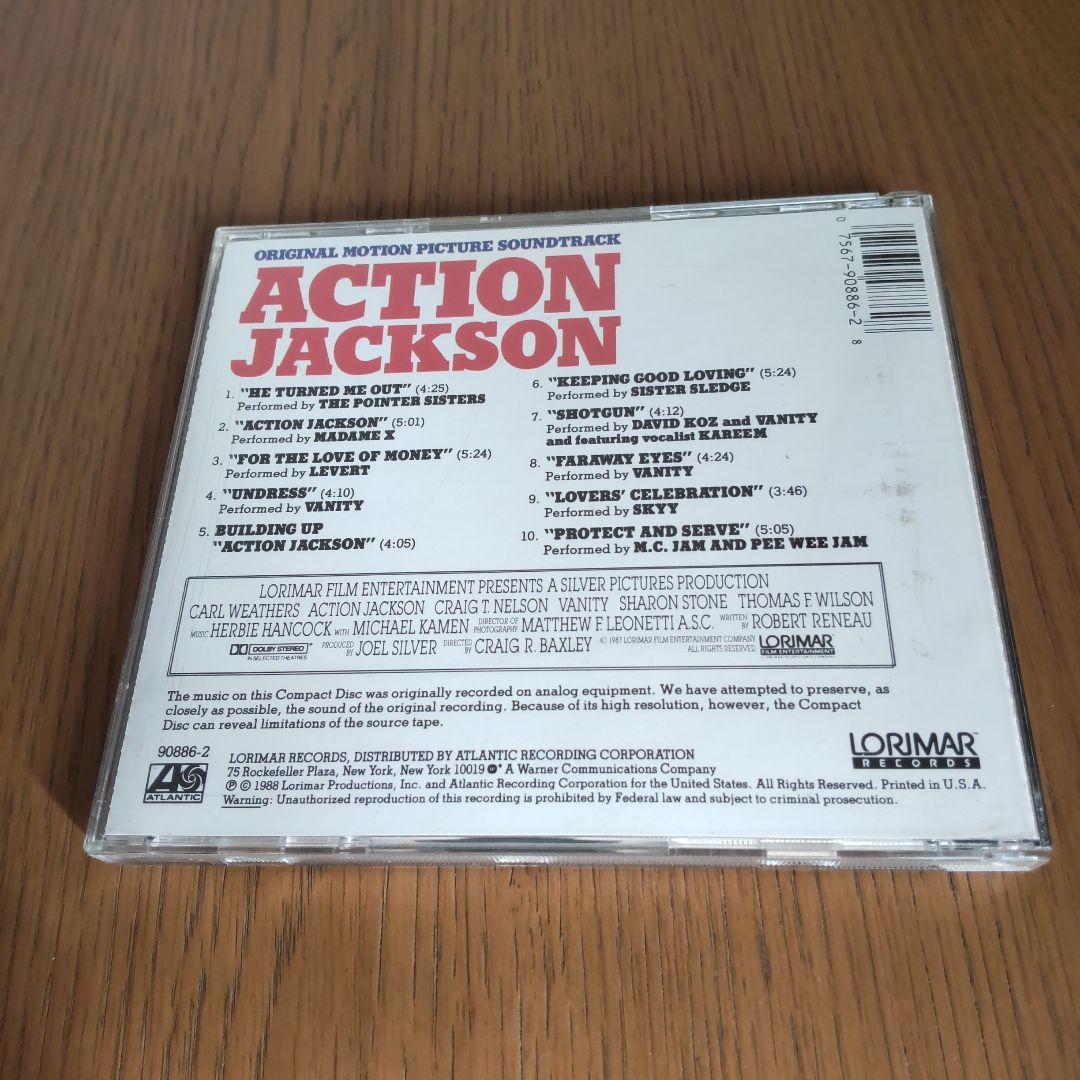 ORIGINAL MOTION PICTURE SOUNDTRACK
ACTION
JACKSON
0 7567-90886-2 8
1. "HE TURNED ME OUT" (4:25)
Performed by THE POINTER SISTERS
2. "ACTION JACKSON" (5:01)
Performed by MADAME X
3. "FOR THE LOVE OF MONEY" (5:24)
Performed by LEVERT
4. "UNDRESS" (4:10)
Performed by VANITY
5. BUILDING UP
"ACTION JACKSON" (4:05)
6. "KEEPING GOOD LOVING" (5:24)
Performed by SISTER SLEDGE
7. "SHOTGUN" (4:12)
Performed by DAVID KOZ and VANITY
and featuring vocalist KAREEM
8. "FARAWAY EYES" (4:24)
Performed by VANITY
9. "LOVERS' CELEBRATION" (3:46)
Performed by SKYY
10. "PROTECT AND SERVE" (5:05)
Performed by M.C. JAM AND PEE WEE JAM
LORIMAR FILM ENTERTAINMENT PRESENTS A SILVER PICTURES PRODUCTION
CARL WEATHERS ACTION JACKSON CRAIG T. NELSON VANITY SHARON STONE THOMAS F. WILSON
MUSIC HERBIE HANCOCK WITH MICHAEL KAMEN DIRECTOR OF PHOTOGRAPHY MATTHEW F. LEONETTI A.S.C. WRITTEN BY ROBERT RENEAU
DOLBY STEREO IN SELECTED THEATRES PRODUCED BY JOEL SILVER DIRECTED BY CRAIG R. BAXLEY © 1987 LORIMAR FILM ENTERTAINMENT COMPANY ALL RIGHTS RESERVED LORIMAR FILM ENTERTAINMENT
The music on this Compact Disc was originally recorded on analog equipment. We have attempted to preserve, as
closely as possible, the sound of the original recording. Because of its high resolution, however, the Compact
Disc can reveal limitations of the source tape.
90886-2
ATLANTIC
LORIMAR RECORDS, DISTRIBUTED BY ATLANTIC RECORDING CORPORATION
75 Rockefeller Plaza, New York, New York 10019 ® A Warner Communications Company
℗ © 1988 Lorimar Productions, Inc. and Atlantic Recording Corporation for the United States. All Rights Reserved. Printed in U.S.A.
Warning: Unauthorized reproduction of this recording is prohibited by Federal law and subject to criminal prosecution.
LORIMAR
RECORDS